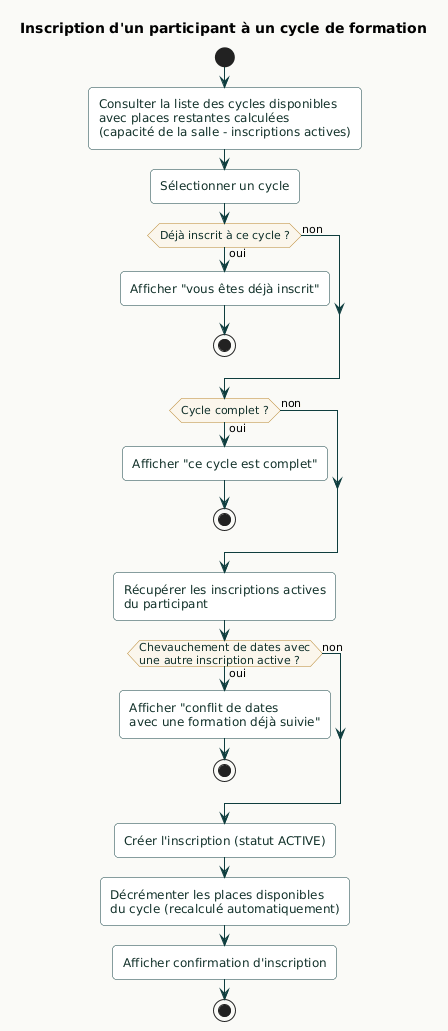 Inscription d'un participant à un cycle de formation
Consulter la liste des cycles disponibles
avec places restantes calculées
(capacité de la salle - inscriptions actives)
Sélectionner un cycle
Déjà inscrit à ce cycle ?
non
oui
Afficher "vous êtes déjà inscrit"
Cycle complet ?
non
oui
Afficher "ce cycle est complet"
Récupérer les inscriptions actives
du participant
Chevauchement de dates avec
une autre inscription active ?
non
oui
Afficher "conflit de dates
avec une formation déjà suivie"
Créer l'inscription (statut ACTIVE)
Décrémenter les places disponibles
du cycle (recalculé automatiquement)
Afficher confirmation d'inscription